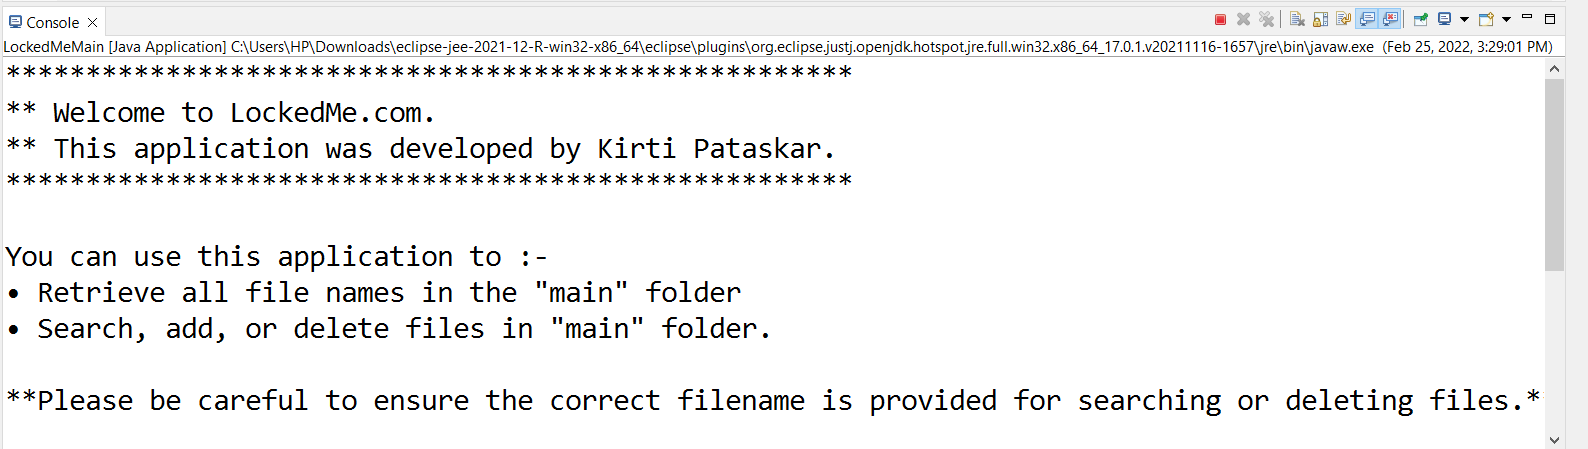 Console
LockedMeMain [Java Application] C:\Users\HP\Downloads\eclipse-jee-2021-12-R-win32-x86_64\eclipse\plugins\org.eclipse.justj.openjdk.hotspot.jre.full.win32.x86_64_17.0.1.v20211116-1657\jre\bin\javaw.exe (Feb 25, 2022, 3:29:01 PM)
*****************************************************
** Welcome to LockedMe.com.
** This application was developed by Kirti Pataskar.
*****************************************************
You can use this application to :-
• Retrieve all file names in the "main" folder
• Search, add, or delete files in "main" folder.
**Please be careful to ensure the correct filename is provided for searching or deleting files.*